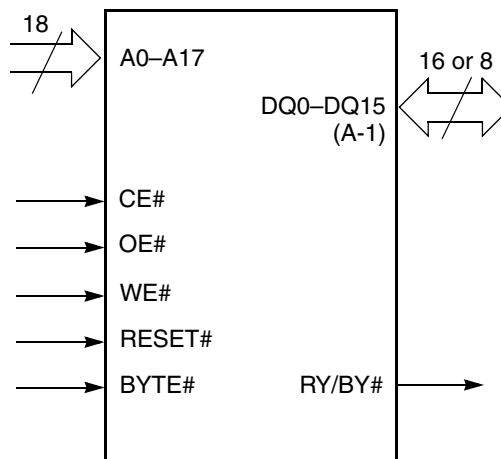 18
A0–A17
16 or 8
DQ0–DQ15
(A-1)
CE#
OE#
WE#
RESET#
BYTE#
RY/BY#